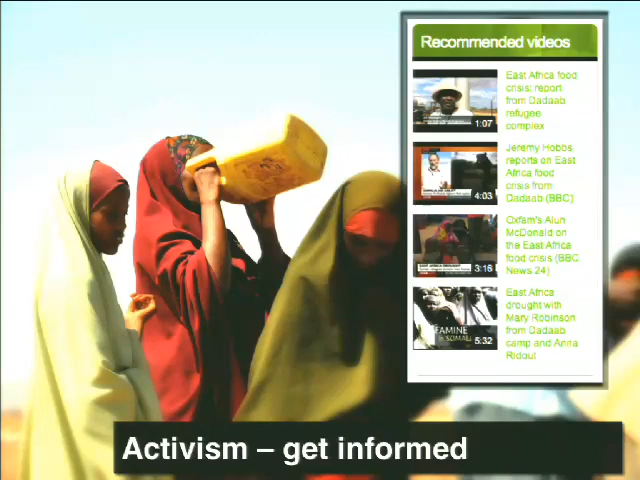 Recommended videos
East Africa food
crisis: report
from Dadaab
refugee
complex
1:07
Jeremy Hobbs
reports on East
Africa food
crisis from
Dadaab (BBC)
4:03
Oxfam's Alun
McDonald on
the East Africa
food crisis (BBC
News 24)
3:16
East Africa
drought with
Mary Robinson
from Dadaab
camp and Anna
Ridout
FAMINE
IN SOMALI
5:32
Activism – get informed